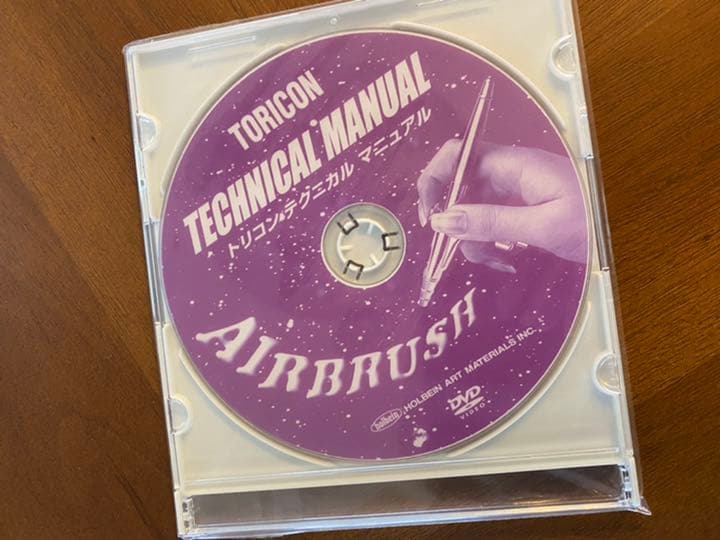 TORICON
TECHNICAL MANUAL
トリコン・テクニカル マニュアル
AIRBRUSH
holbein HOLBEIN ART MATERIALS INC.
DVD
VIDEO